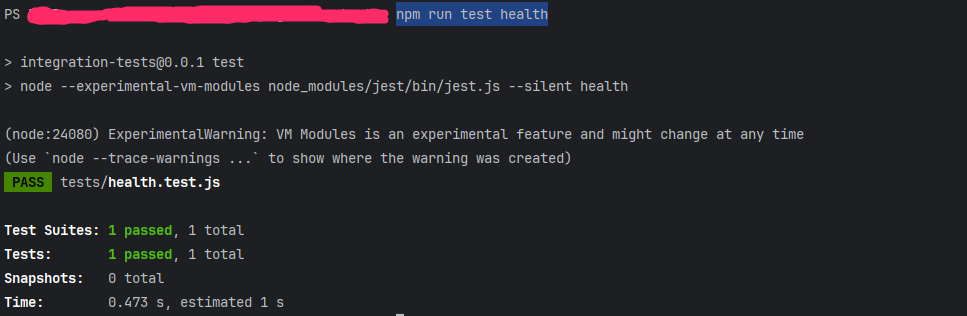 PS npm run test health
> integration-tests@0.0.1 test
> node --experimental-vm-modules node_modules/jest/bin/jest.js --silent health
(node:24080) ExperimentalWarning: VM Modules is an experimental feature and might change at any time
(Use `node --trace-warnings ...` to show where the warning was created)
PASS tests/health.test.js
Test Suites: 1 passed, 1 total
Tests: 1 passed, 1 total
Snapshots: 0 total
Time: 0.473 s, estimated 1 s